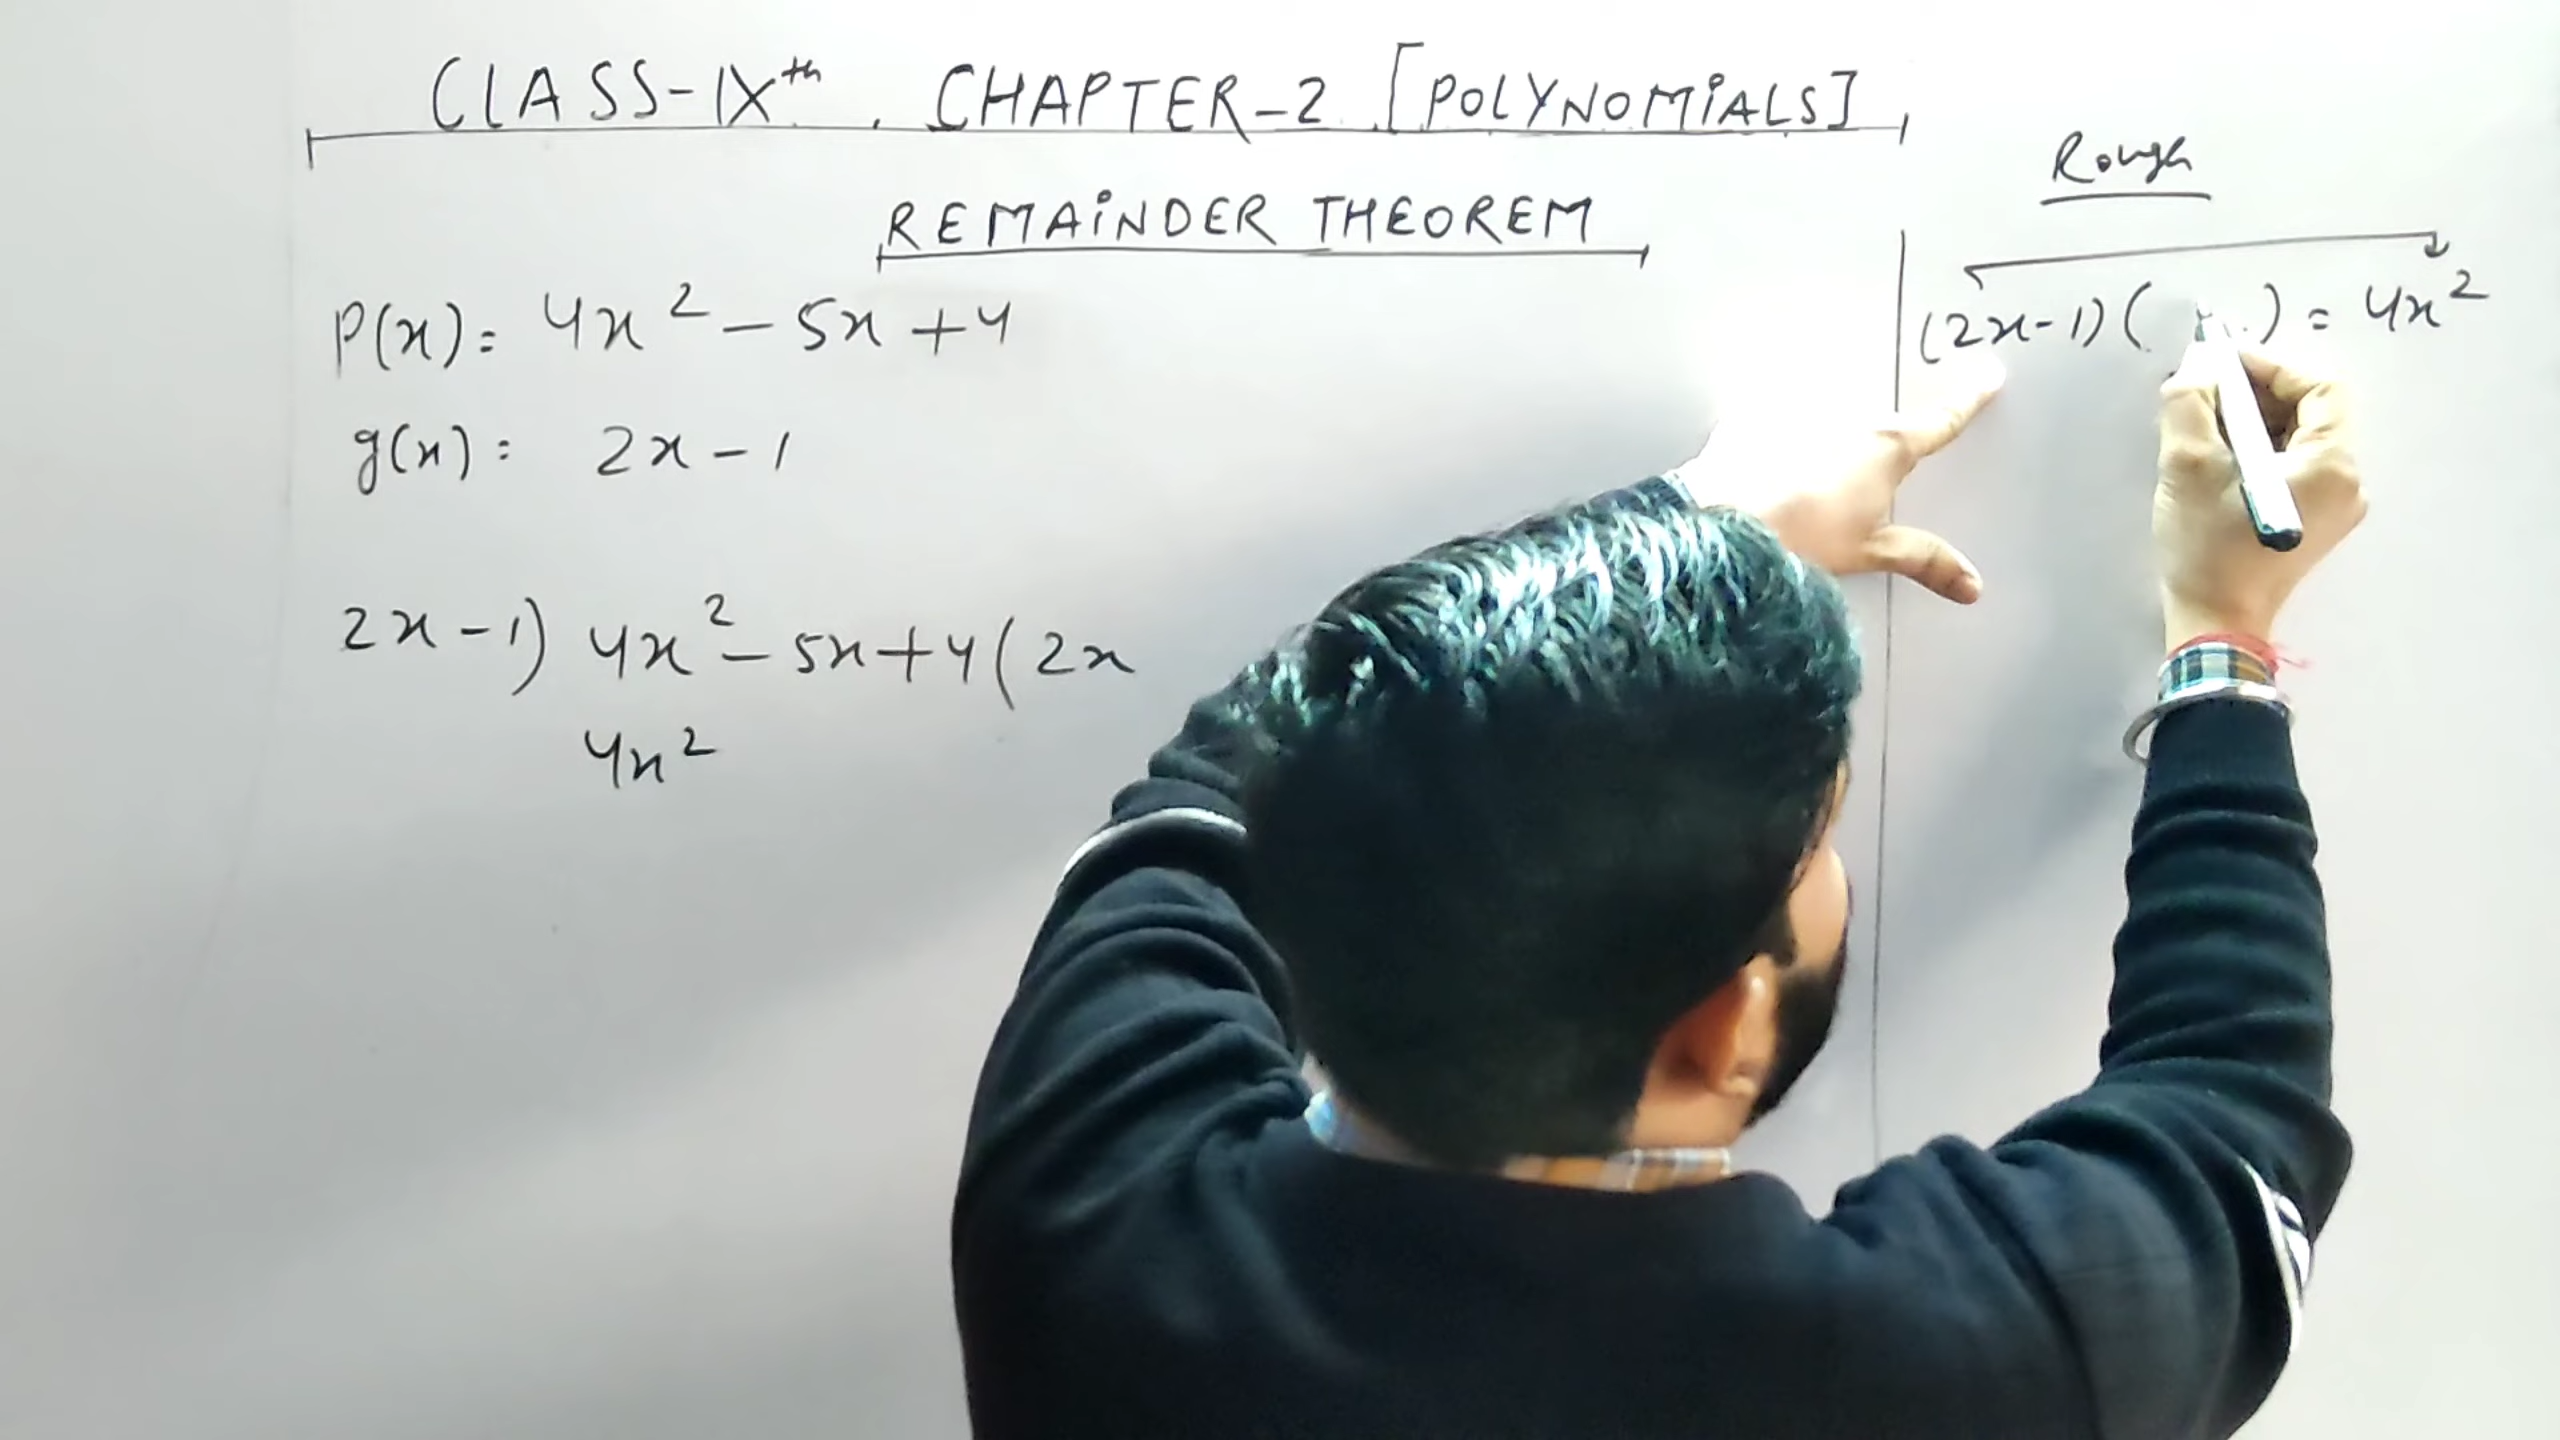 CLASS-IXth, CHAPTER-2 [POLYNOMiALS]
REMAiNDER THEOREM
P(x) = 4x² - 5x + 4
g(x) = 2x - 1
2x - 1) 4x² - 5x + 4 ( 2x
4x²
Rough
(2x-1) ( ) = 4x²